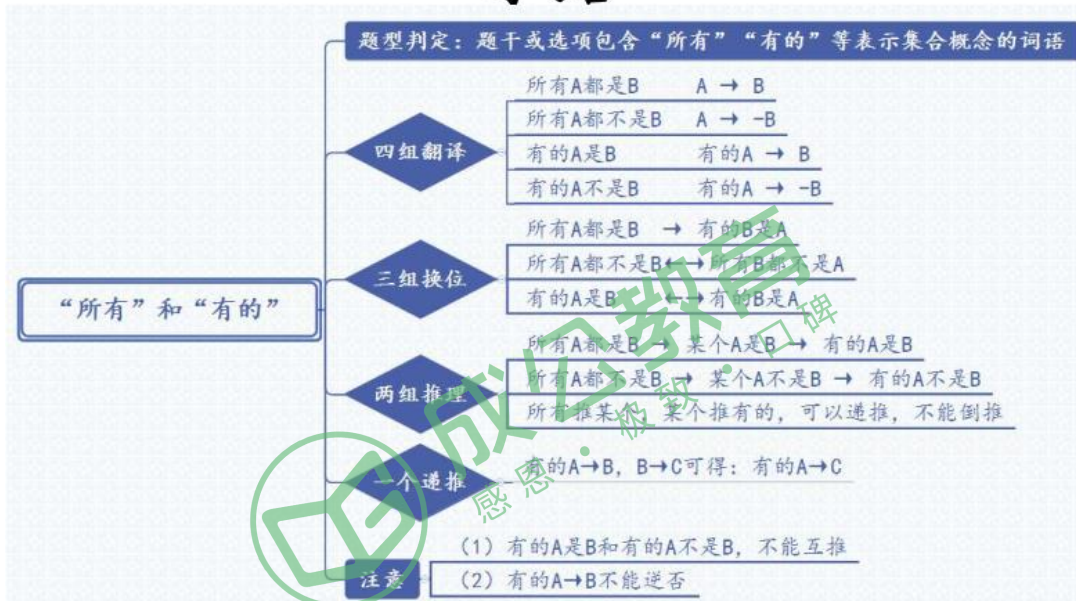 题型判定：题干或选项包含“所有”“有的”等表示集合概念的词语
四组翻译
所有A都是B A → B
所有A都不是B A → -B
有的A是B 有的A → B
有的A不是B 有的A → -B
三组换位
所有A都是B → 有的B是A
所有A都不是B←→所有B都不是A
有的A是B ←→有的B是A
“所有”和“有的”
两组推理
所有A都是B → 某个A是B → 有的A是B
所有A都不是B → 某个A不是B → 有的A不是B
所有推某个，某个推有的，可以递推，不能倒推
一个递推
有的A→B，B→C可得：有的A→C
注意
（1）有的A是B和有的A不是B，不能互推
（2）有的A→B不能逆否
成公教育
感恩·极致·口碑